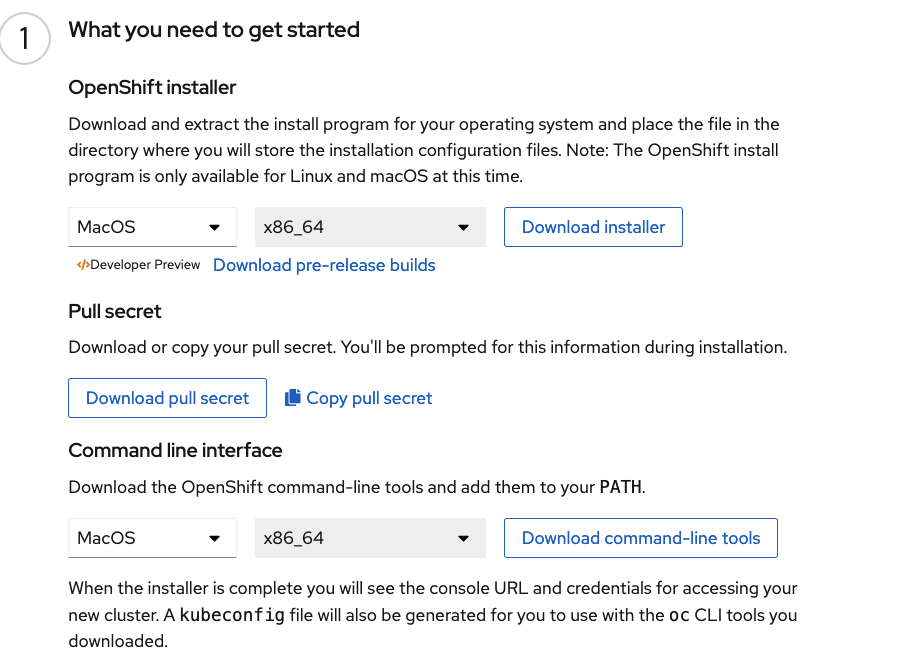 1
What you need to get started
OpenShift installer
Download and extract the install program for your operating system and place the file in the
directory where you will store the installation configuration files. Note: The OpenShift install
program is only available for Linux and macOS at this time.
MacOS x86_64 Download installer
</>Developer Preview Download pre-release builds
Pull secret
Download or copy your pull secret. You'll be prompted for this information during installation.
Download pull secret Copy pull secret
Command line interface
Download the OpenShift command-line tools and add them to your PATH.
MacOS x86_64 Download command-line tools
When the installer is complete you will see the console URL and credentials for accessing your
new cluster. A kubeconfig file will also be generated for you to use with the oc CLI tools you
downloaded.